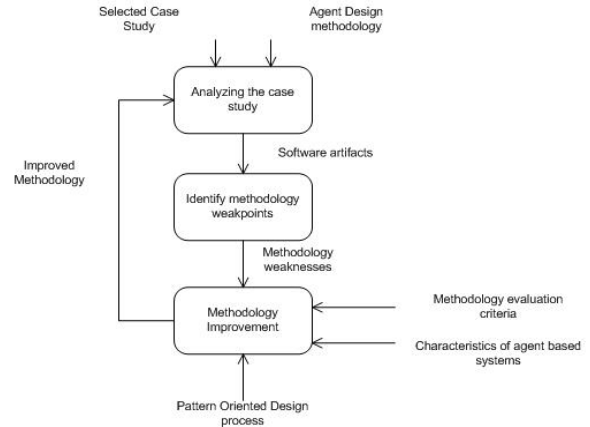 Selected Case
Study
Agent Design
methodology
Analyzing the case
study
Software artifacts
Improved
Methodology
Identify methodology
weakpoints
Methodology
weaknesses
Methodology
Improvement
Methodology evaluation
criteria
Characteristics of agent based
systems
Pattern Oriented Design
process